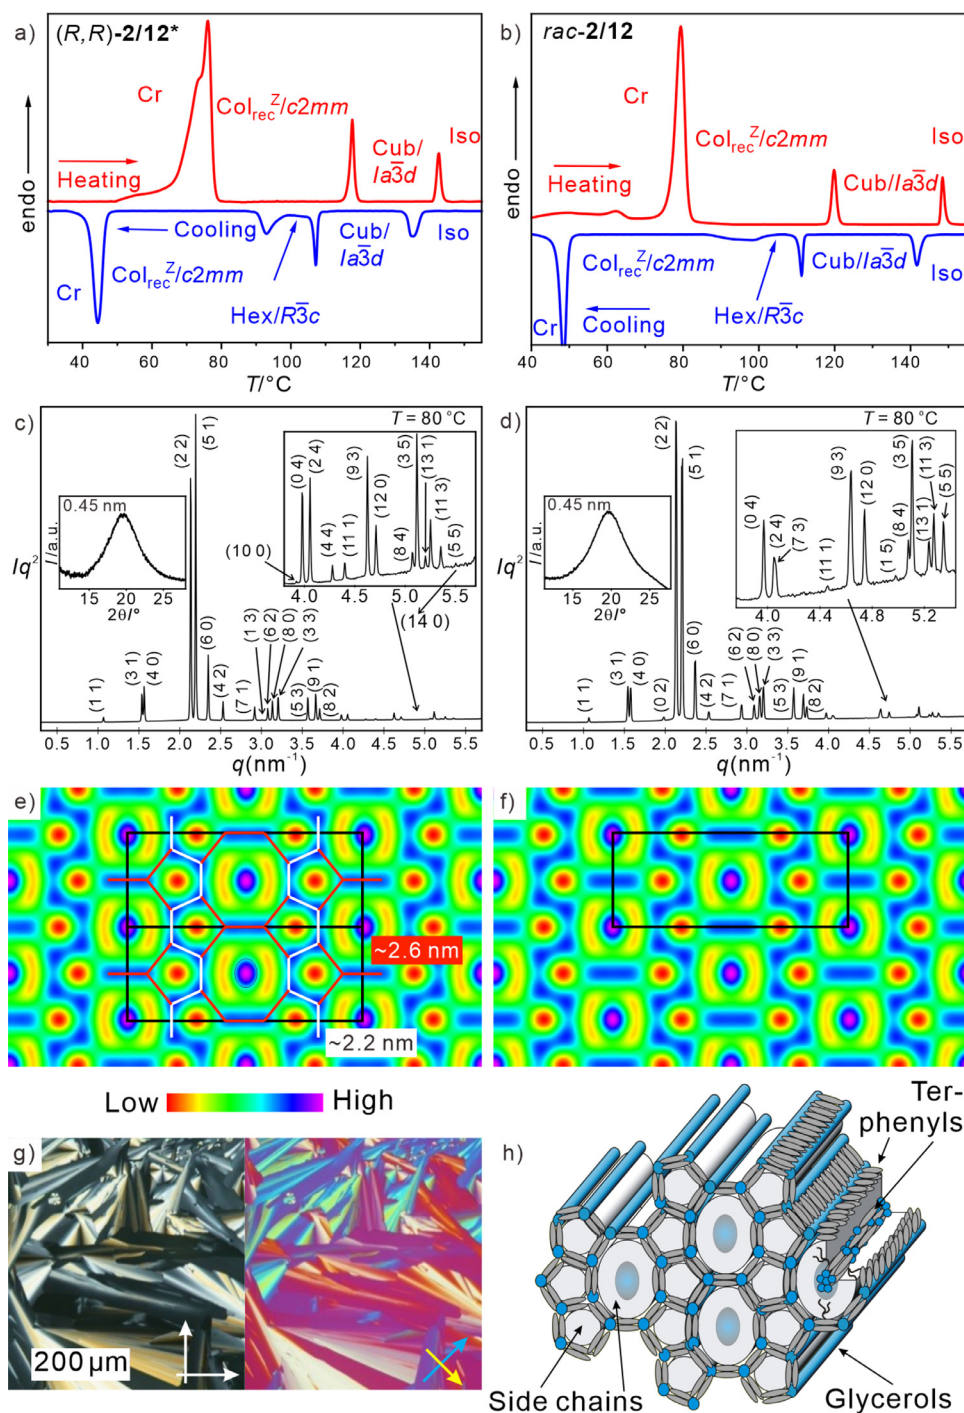 a)
(R,R)-2/12*
endo
Cr
Col_rec^Z/c2mm
Iso
Cub/
Ia3̅d
Heating
Cooling
Cub/
Ia3̅d
Iso
Col_rec^Z/c2mm
Cr
Hex/R3̅c
40 60 80 100 120 140
T/°C
b)
rac-2/12
endo
Cr
Col_rec^Z/c2mm
Iso
Heating
Cub/Ia3̅d
Col_rec^Z/c2mm
Cub/Ia3̅d
Iso
Cr
Cooling
Hex/R3̅c
40 60 80 100 120 140
T/°C
c)
Iq²
(2 2)
(5 1)
T = 80 °C
(0 4)
(2 4)
(4 4)
(11 1)
(9 3)
(12 0)
(8 4)
(3 5)
(13 1)
(11 3)
(5 5)
4.0 4.5 5.0 5.5
(10 0)
(14 0)
0.45 nm
I/a.u.
10 15 20 25
2θ/°
(1 1)
(3 1)
(4 0)
(6 0)
(4 2)
(7 1)
(1 3)
(6 2)
(8 0)
(3 3)
(5 3)
(9 1)
(8 2)
0.5 1.0 1.5 2.0 2.5 3.0 3.5 4.0 4.5 5.0 5.5
q(nm⁻¹)
d)
Iq²
(2 2)
(5 1)
T = 80 °C
(0 4)
(2 4)
(7 3)
(11 1)
(9 3)
(12 0)
(1 5)
(8 4)
(3 5)
(13 1)
(11 3)
(5 5)
4.0 4.4 4.8 5.2
0.45 nm
I/a.u.
15 20 25
2θ/°
(1 1)
(3 1)
(4 0)
(0 2)
(6 0)
(4 2)
(7 1)
(6 2)
(8 0)
(3 3)
(5 3)
(9 1)
(8 2)
0.5 1.0 1.5 2.0 2.5 3.0 3.5 4.0 4.5 5.0 5.5
q(nm⁻¹)
e)
~2.6 nm
~2.2 nm
f)
Low
High
g)
200 µm
h)
Ter-
phenyls
Side chains
Glycerols